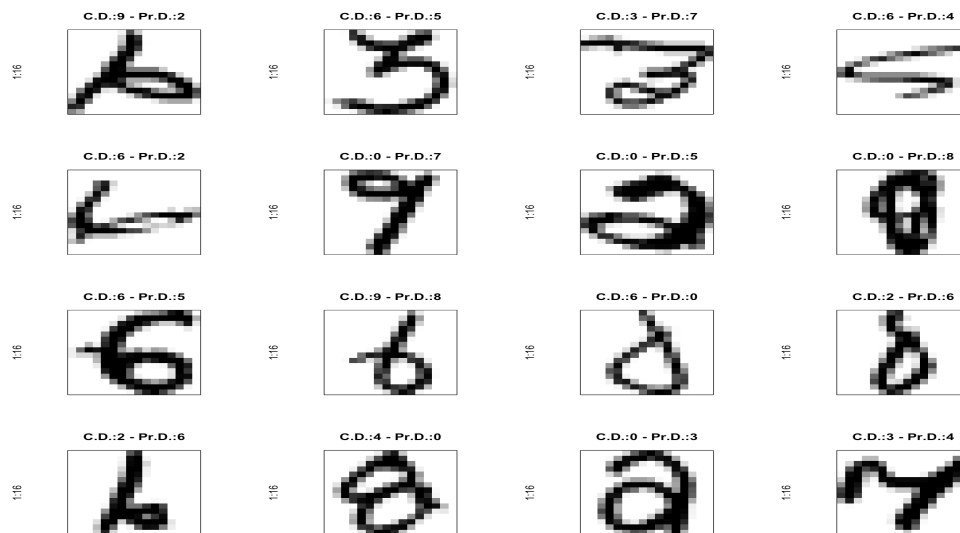 C.D.:9 - Pr.D.:2 C.D.:6 - Pr.D.:5 C.D.:3 - Pr.D.:7 C.D.:6 - Pr.D.:4
1:16 1:16 1:16 1:16
C.D.:6 - Pr.D.:2 C.D.:0 - Pr.D.:7 C.D.:0 - Pr.D.:5 C.D.:0 - Pr.D.:8
1:16 1:16 1:16 1:16
C.D.:6 - Pr.D.:5 C.D.:9 - Pr.D.:8 C.D.:6 - Pr.D.:0 C.D.:2 - Pr.D.:6
1:16 1:16 1:16 1:16
C.D.:2 - Pr.D.:6 C.D.:4 - Pr.D.:0 C.D.:0 - Pr.D.:3 C.D.:3 - Pr.D.:4
1:16 1:16 1:16 1:16